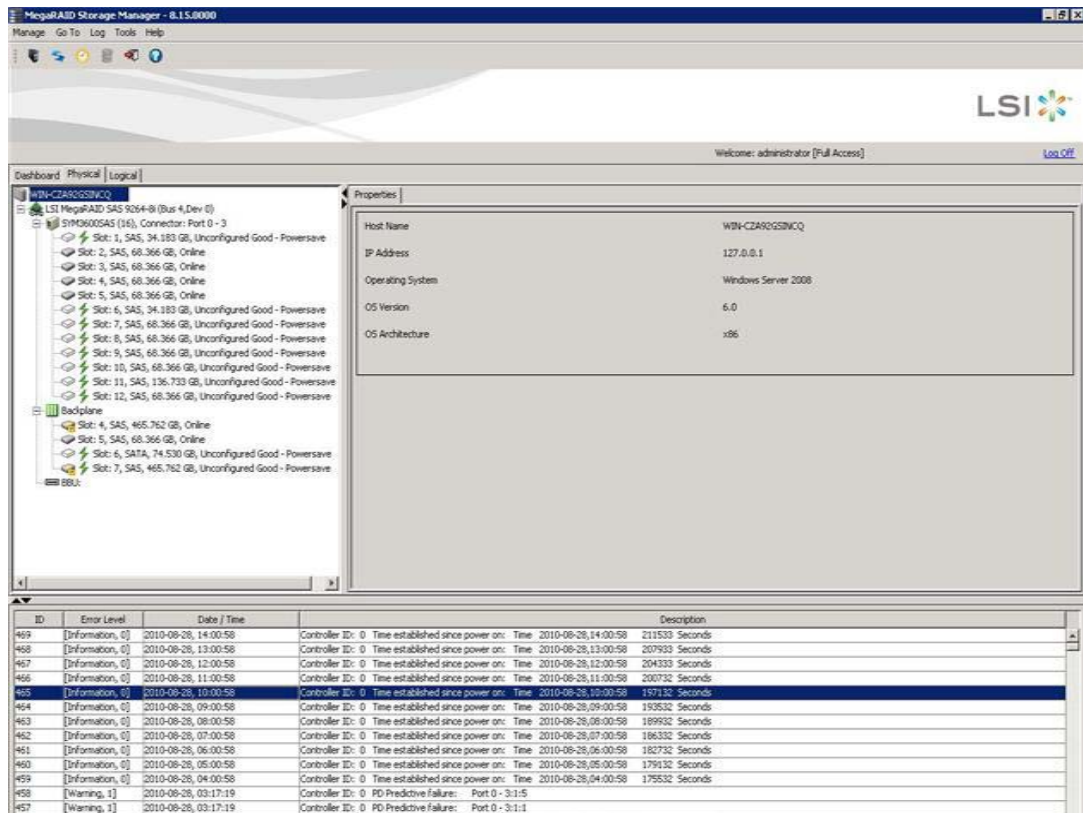 MegaRAID Storage Manager - 8.15.0000
Manage Go To Log Tools Help
LSI
Welcome: administrator [Full Access]
Log Off
Dashboard Physical Logical
WIN-CZA92G5INCQ
LSI MegaRAID SAS 9264-8i (Bus 4,Dev 0)
SYM3600SAS (16), Connector: Port 0 - 3
Slot: 1, SAS, 34.183 GB, Unconfigured Good - Powersave
Slot: 2, SAS, 68.366 GB, Online
Slot: 3, SAS, 68.366 GB, Online
Slot: 4, SAS, 68.366 GB, Online
Slot: 5, SAS, 68.366 GB, Online
Slot: 6, SAS, 34.183 GB, Unconfigured Good - Powersave
Slot: 7, SAS, 68.366 GB, Unconfigured Good - Powersave
Slot: 8, SAS, 68.366 GB, Unconfigured Good - Powersave
Slot: 9, SAS, 68.366 GB, Unconfigured Good - Powersave
Slot: 10, SAS, 68.366 GB, Unconfigured Good - Powersave
Slot: 11, SAS, 136.733 GB, Unconfigured Good - Powersave
Slot: 12, SAS, 68.366 GB, Unconfigured Good - Powersave
Backplane
Slot: 4, SAS, 465.762 GB, Online
Slot: 5, SAS, 68.366 GB, Online
Slot: 6, SATA, 74.530 GB, Unconfigured Good - Powersave
Slot: 7, SAS, 465.762 GB, Unconfigured Good - Powersave
BBU:
Properties
Host Name WIN-CZA92G5INCQ
IP Address 127.0.0.1
Operating System Windows Server 2008
OS Version 6.0
OS Architecture x86
ID Error Level Date / Time Description
469 [Information, 0] 2010-08-28, 14:00:58 Controller ID: 0 Time established since power on: Time 2010-08-28,14:00:58 211533 Seconds
468 [Information, 0] 2010-08-28, 13:00:58 Controller ID: 0 Time established since power on: Time 2010-08-28,13:00:58 207933 Seconds
467 [Information, 0] 2010-08-28, 12:00:58 Controller ID: 0 Time established since power on: Time 2010-08-28,12:00:58 204333 Seconds
466 [Information, 0] 2010-08-28, 11:00:58 Controller ID: 0 Time established since power on: Time 2010-08-28,11:00:58 200732 Seconds
465 [Information, 0] 2010-08-28, 10:00:58 Controller ID: 0 Time established since power on: Time 2010-08-28,10:00:58 197132 Seconds
464 [Information, 0] 2010-08-28, 09:00:58 Controller ID: 0 Time established since power on: Time 2010-08-28,09:00:58 193532 Seconds
463 [Information, 0] 2010-08-28, 08:00:58 Controller ID: 0 Time established since power on: Time 2010-08-28,08:00:58 189932 Seconds
462 [Information, 0] 2010-08-28, 07:00:58 Controller ID: 0 Time established since power on: Time 2010-08-28,07:00:58 186332 Seconds
461 [Information, 0] 2010-08-28, 06:00:58 Controller ID: 0 Time established since power on: Time 2010-08-28,06:00:58 182732 Seconds
460 [Information, 0] 2010-08-28, 05:00:58 Controller ID: 0 Time established since power on: Time 2010-08-28,05:00:58 179132 Seconds
459 [Information, 0] 2010-08-28, 04:00:58 Controller ID: 0 Time established since power on: Time 2010-08-28,04:00:58 175532 Seconds
458 [Warning, 1] 2010-08-28, 03:17:19 Controller ID: 0 PD Predictive failure: Port 0 - 3:1:5
457 [Warning, 1] 2010-08-28, 03:17:19 Controller ID: 0 PD Predictive failure: Port 0 - 3:1:1